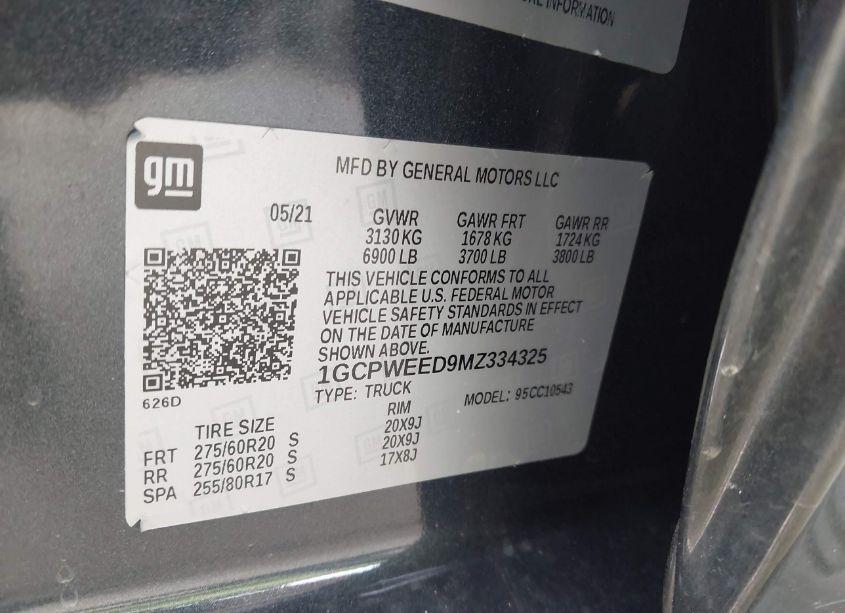 INFORMATION
gm
MFD BY GENERAL MOTORS LLC
05/21 GVWR GAWR FRT GAWR RR
3130 KG 1678 KG 1724 KG
6900 LB 3700 LB 3800 LB
THIS VEHICLE CONFORMS TO ALL
APPLICABLE U.S. FEDERAL MOTOR
VEHICLE SAFETY STANDARDS IN EFFECT
ON THE DATE OF MANUFACTURE
SHOWN ABOVE.
1GCPWEED9MZ334325
626D
TYPE: TRUCK MODEL: 95CC10543
TIRE SIZE RIM
FRT 275/60R20 S 20X9J
RR 275/60R20 S 20X9J
SPA 255/80R17 S 17X8J